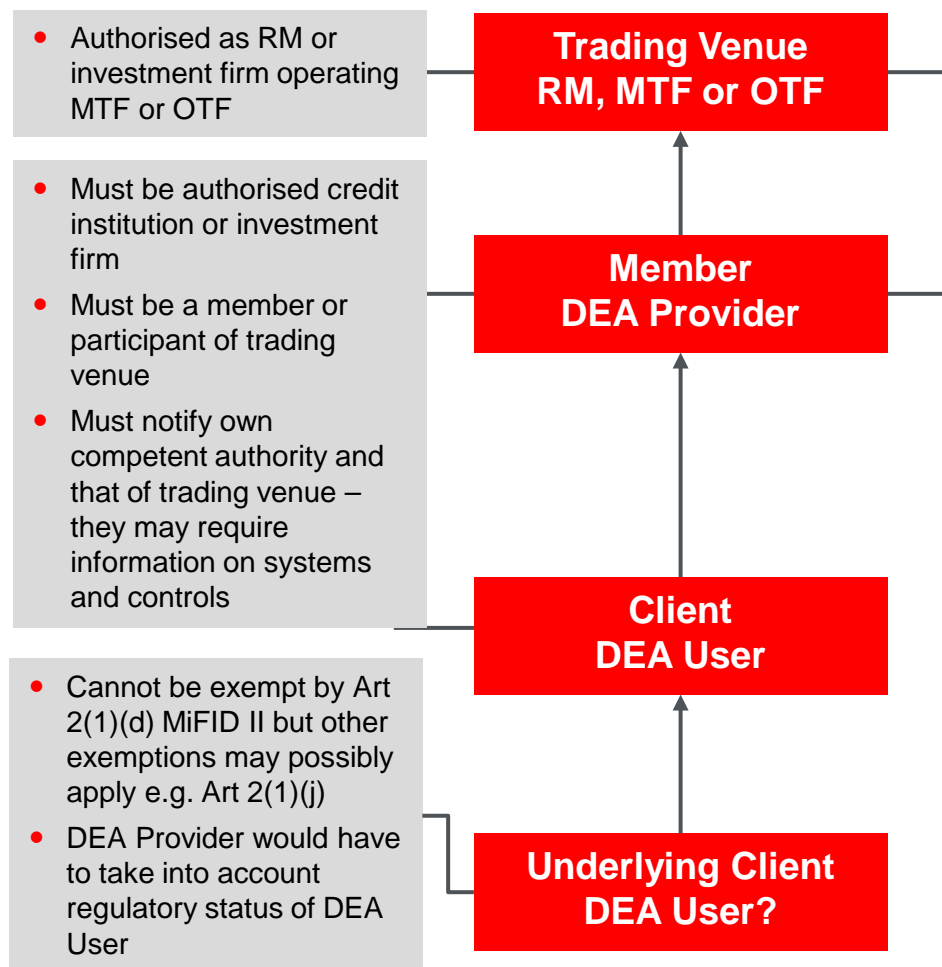 • Authorised as RM or
investment firm operating
MTF or OTF
Trading Venue
RM, MTF or OTF
• Must be authorised credit
institution or investment
firm
• Must be a member or
participant of trading
venue
• Must notify own
competent authority and
that of trading venue –
they may require
information on systems
and controls
Member
DEA Provider
Client
DEA User
• Cannot be exempt by Art
2(1)(d) MiFID II but other
exemptions may possibly
apply e.g. Art 2(1)(j)
• DEA Provider would have
to take into account
regulatory status of DEA
User
Underlying Client
DEA User?